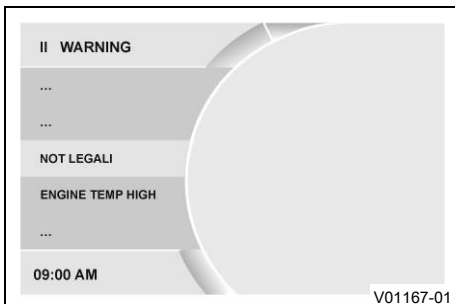 II WARNING
...
...
NOT LEGALI
ENGINE TEMP HIGH
...
09:00 AM
V01167-01